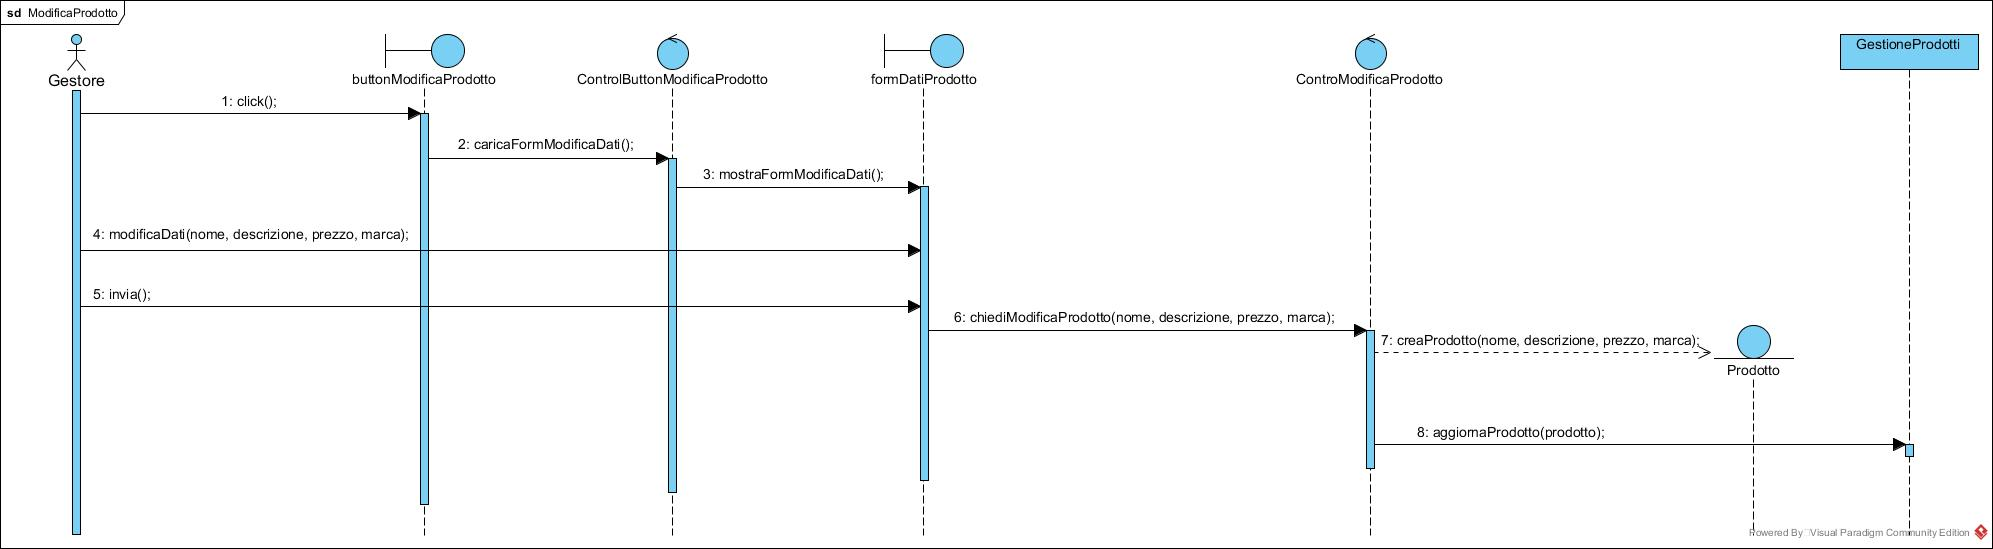 sd ModificaProdotto
Gestore
buttonModificaProdotto
ControlButtonModificaProdotto
formDatiProdotto
ControModificaProdotto
GestioneProdotti
1: click();
2: caricaFormModificaDati();
3: mostraFormModificaDati();
4: modificaDati(nome, descrizione, prezzo, marca);
5: invia();
6: chiediModificaProdotto(nome, descrizione, prezzo, marca);
7: creaProdotto(nome, descrizione, prezzo, marca);
Prodotto
8: aggiornaProdotto(prodotto);
Powered By Visual Paradigm Community Edition